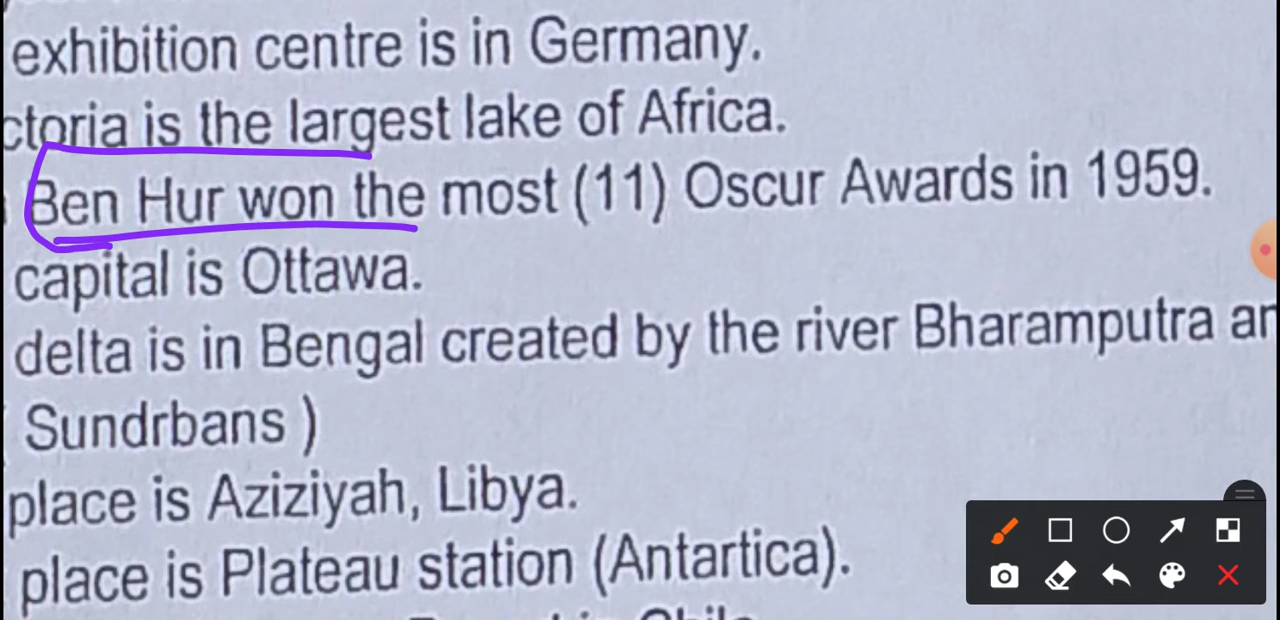 exhibition centre is in Germany.
ctoria is the largest lake of Africa.
Ben Hur won the most (11) Oscur Awards in 1959.
capital is Ottawa.
delta is in Bengal created by the river Bharamputra an
Sundrbans )
place is Aziziyah, Libya.
place is Plateau station (Antartica).